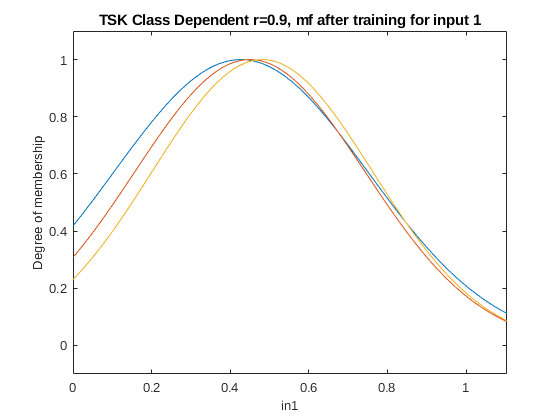 TSK Class Dependent r=0.9, mf after training for input 1
1
0.8
0.6
0.4
0.2
0
Degree of membership
0 0.2 0.4 0.6 0.8 1
in1